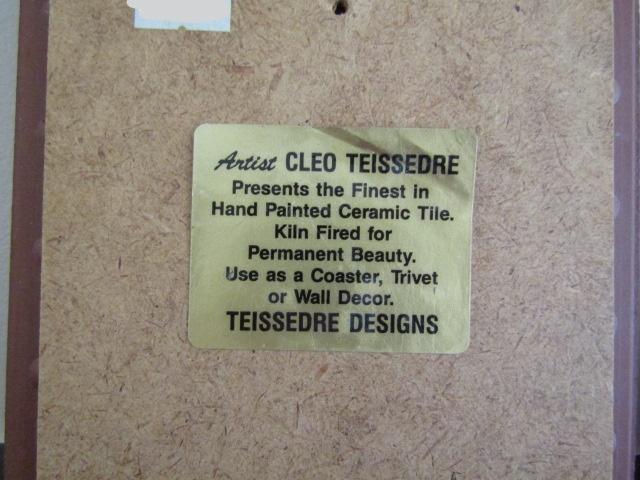 Artist CLEO TEISSEDRE
Presents the Finest in
Hand Painted Ceramic Tile.
Kiln Fired for
Permanent Beauty.
Use as a Coaster, Trivet
or Wall Decor.
TEISSEDRE DESIGNS